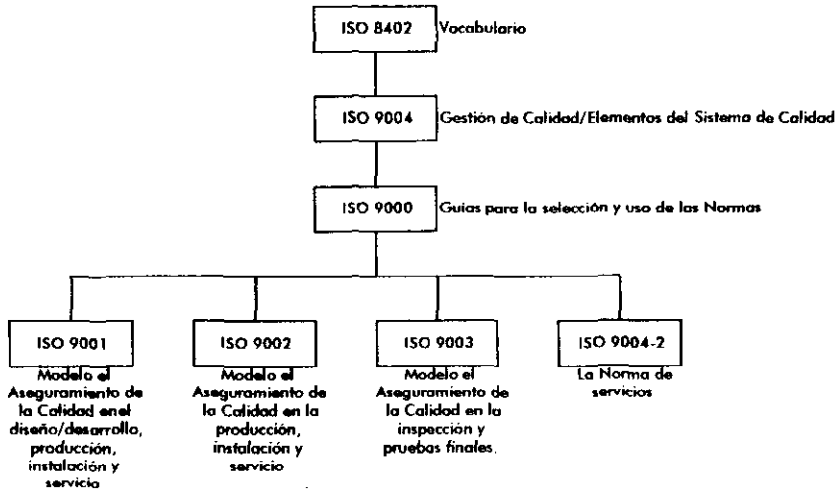 ISO 8402 Vocabulario
ISO 9004 Gestión de Calidad/Elementos del Sistema de Calidad
ISO 9000 Guías para la selección y uso de las Normas
ISO 9001
Modelo el
Aseguramiento de
la Calidad enel
diseño/desarrollo,
producción,
instalación y
servicio
ISO 9002
Modelo el
Aseguramiento de
la Calidad en la
producción,
instalación y
servicio
ISO 9003
Modelo el
Aseguramiento de
la Calidad en la
inspección y
pruebas finales.
ISO 9004-2
La Norma de
servicios